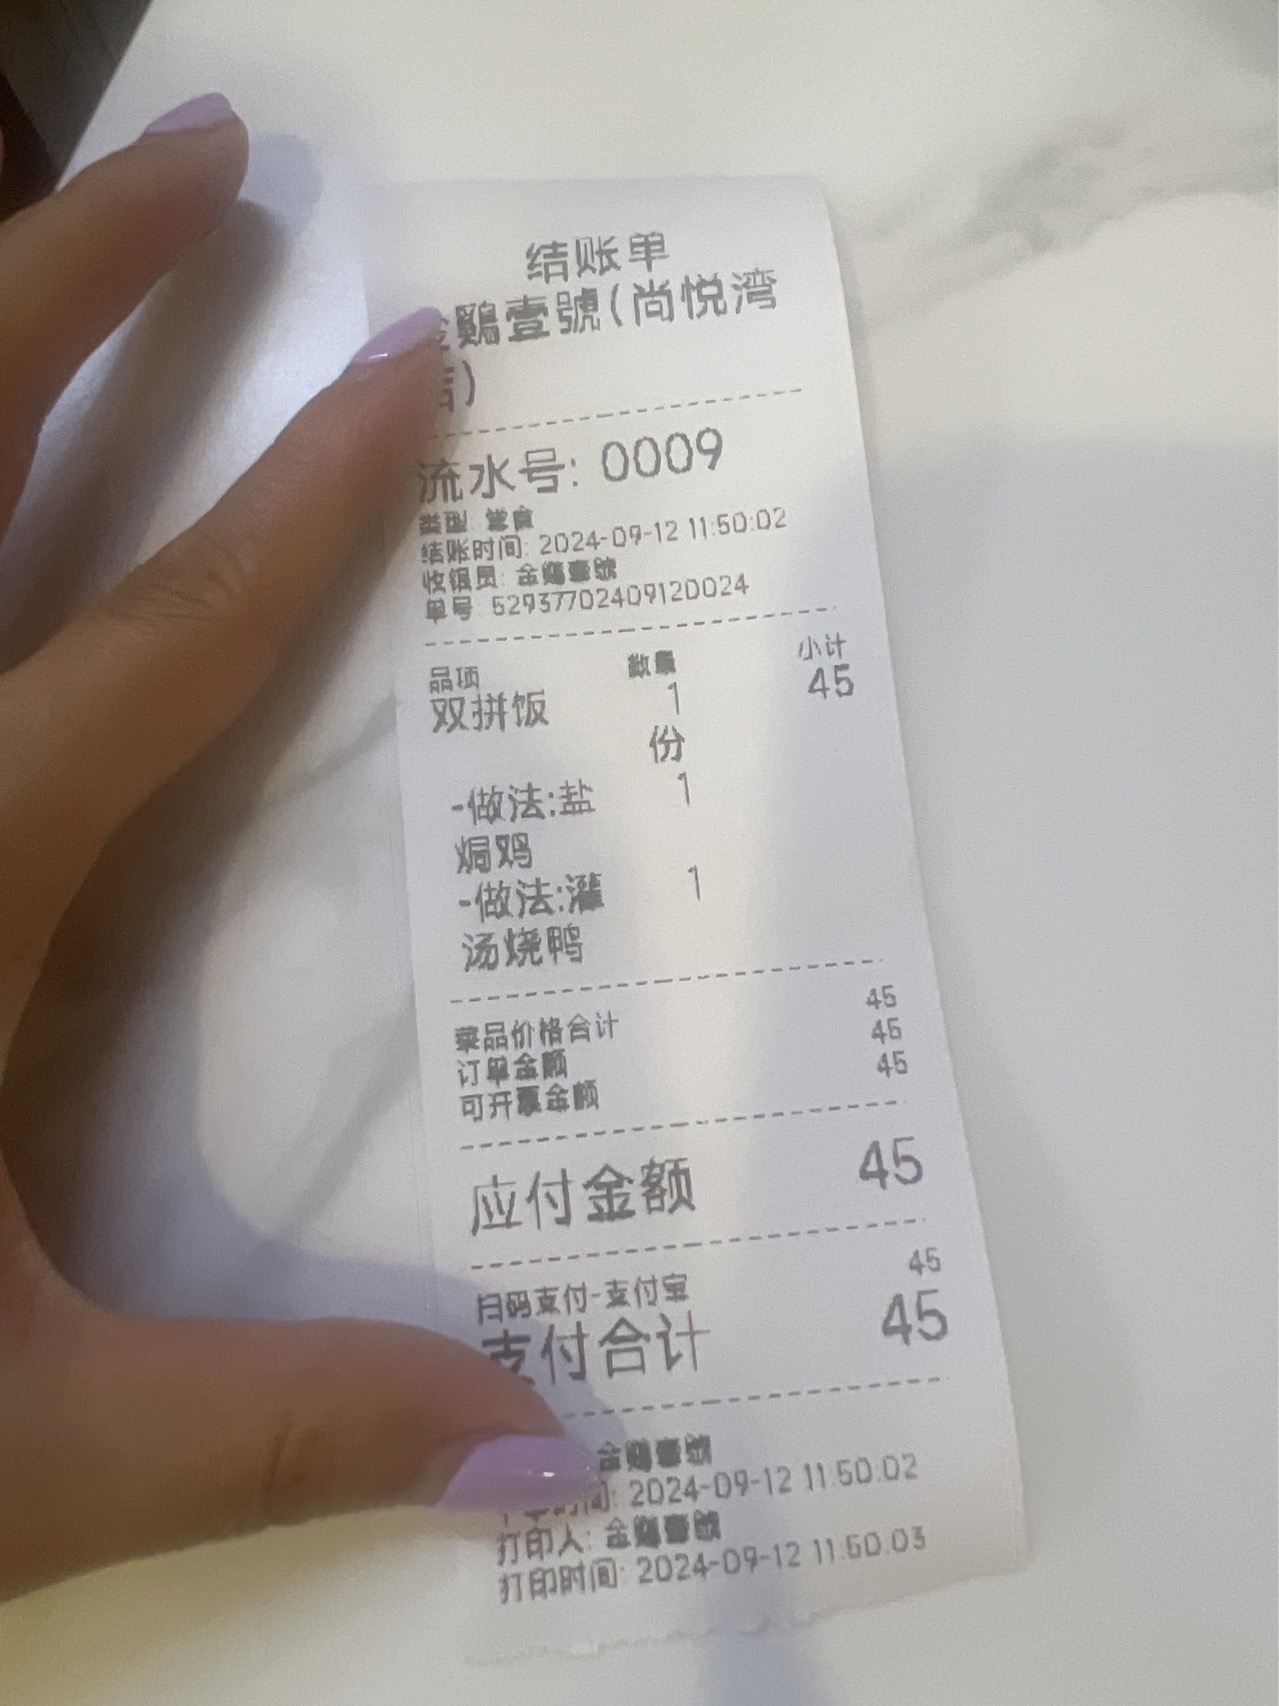 结账单
鷄壹號(尚悦湾
)
流水号: 0009
类型: 堂食
结账时间: 2024-09-12 11:50:02
收银员: 金鷄壹號
单号: 52937702409120024
品项 数量 小计
双拼饭 1 45
份
-做法:盐 1
焗鸡
-做法:灌 1
汤烧鸭
菜品价格合计 45
订单金额 45
可开票金额 45
应付金额 45
扫码支付-支付宝 45
支付合计 45
金鷄壹號
时间: 2024-09-12 11:50:02
打印人: 金鷄壹號
打印时间: 2024-09-12 11:50:03